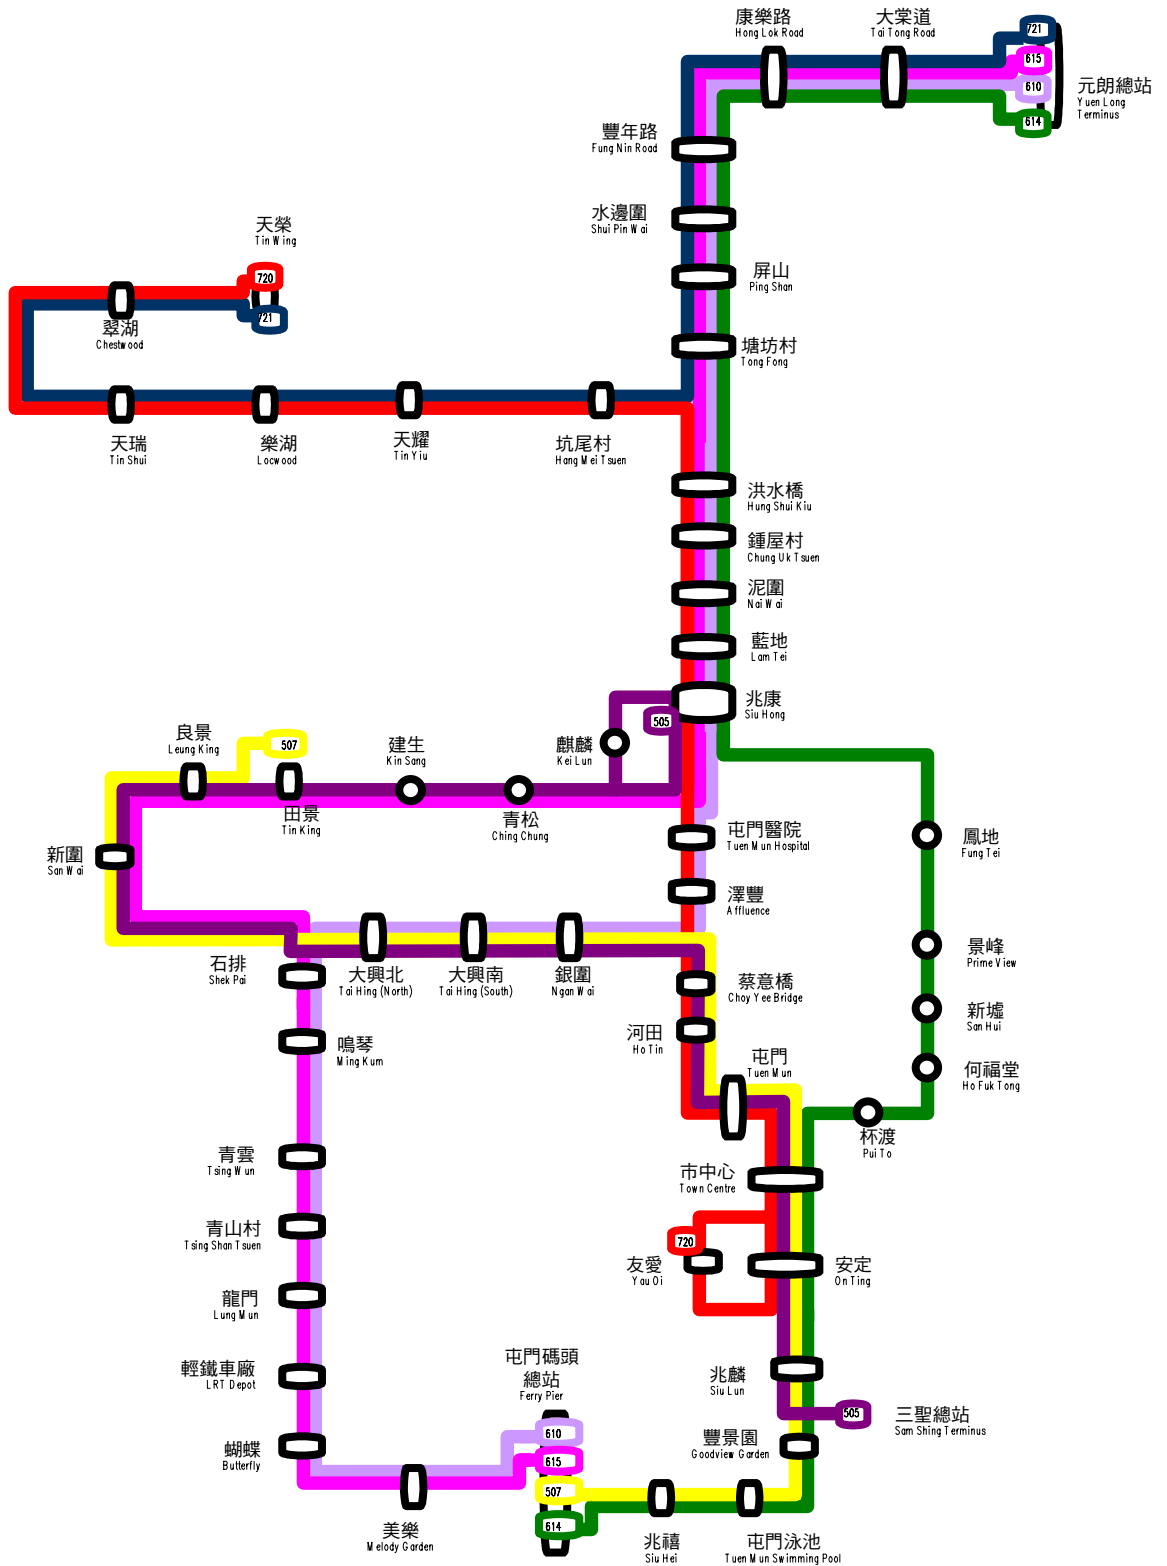 康樂路
Hong Lok Road
大棠道
Tai Tong Road
721
615
610
614
元朗總站
Yuen Long
Terminus
豐年路
Fung Nin Road
水邊圍
Shui Pin Wai
屏山
Ping Shan
塘坊村
Tong Fong
天榮
Tin Wing
720
721
翠湖
Chestwood
天瑞
Tin Shui
樂湖
Locwood
天耀
Tin Yiu
坑尾村
Hang Mei Tsuen
洪水橋
Hung Shui Kiu
鍾屋村
Chung Uk Tsuen
泥圍
Nai Wai
藍地
Lam Tei
兆康
Siu Hong
505
良景
Leung King
507
建生
Kin Sang
麒麟
Kei Lun
田景
Tin King
青松
Ching Chung
新圍
San Wai
屯門醫院
Tuen Mun Hospital
澤豐
Affluence
鳳地
Fung Tei
景峰
Prime View
新墟
San Hui
何福堂
Ho Fuk Tong
杯渡
Pui To
石排
Shek Pai
大興北
Tai Hing (North)
大興南
Tai Hing (South)
銀圍
Ngan Wai
蔡意橋
Choy Yee Bridge
河田
Ho Tin
屯門
Tuen Mun
鳴琴
Ming Kum
青雲
Tsing Wun
青山村
Tsing Shan Tsuen
龍門
Lung Mun
輕鐵車廠
LRT Depot
蝴蝶
Butterfly
市中心
Town Centre
720
友愛
Yau Oi
安定
On Ting
兆麟
Siu Lun
505
三聖總站
Sam Shing Terminus
豐景園
Goodview Garden
屯門碼頭
總站
Ferry Pier
610
615
507
614
美樂
Melody Garden
兆禧
Siu Hei
屯門泳池
Tuen Mun Swimming Pool